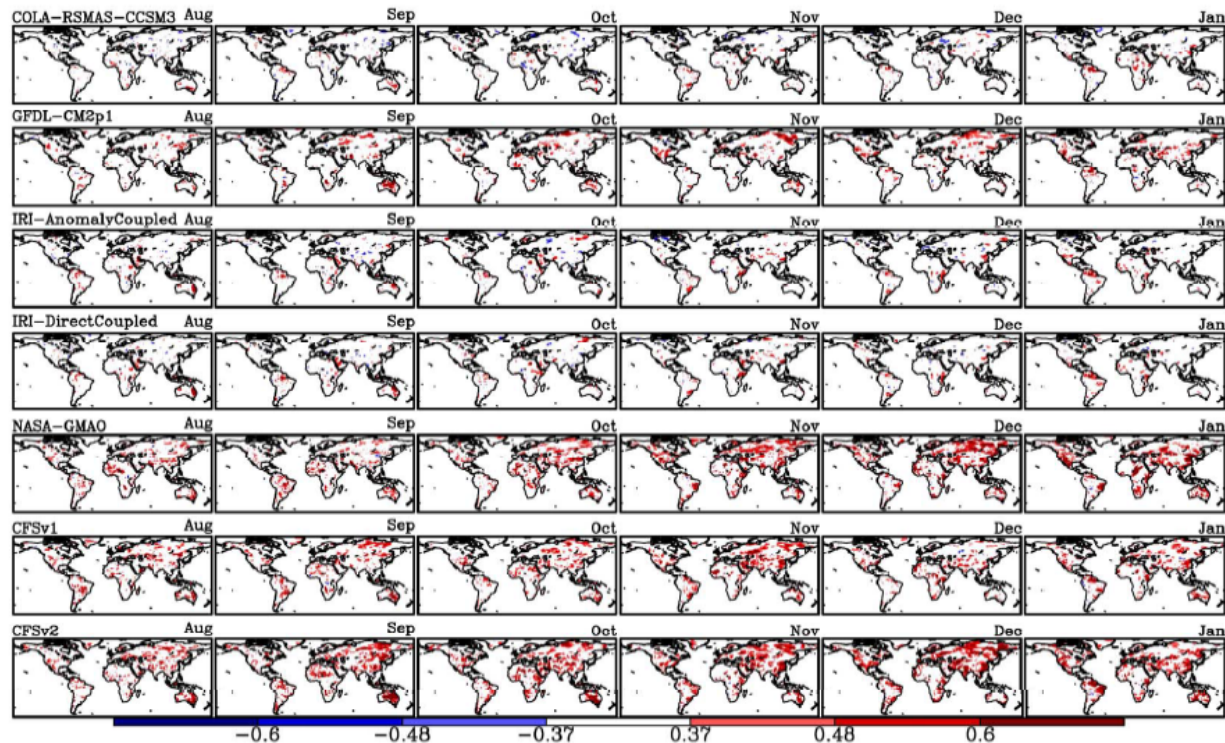 COLA-RSMAS-CCSM3 Aug Sep Oct Nov Dec Jan
GFDL-CM2p1 Aug Sep Oct Nov Dec Jan
IRI-AnomalyCoupled Aug Sep Oct Nov Dec Jan
IRI-DirectCoupled Aug Sep Oct Nov Dec Jan
NASA-GMAO Aug Sep Oct Nov Dec Jan
CFSv1 Aug Sep Oct Nov Dec Jan
CFSv2 Aug Sep Oct Nov Dec Jan
-0.6 -0.48 -0.37 0.37 0.48 0.6